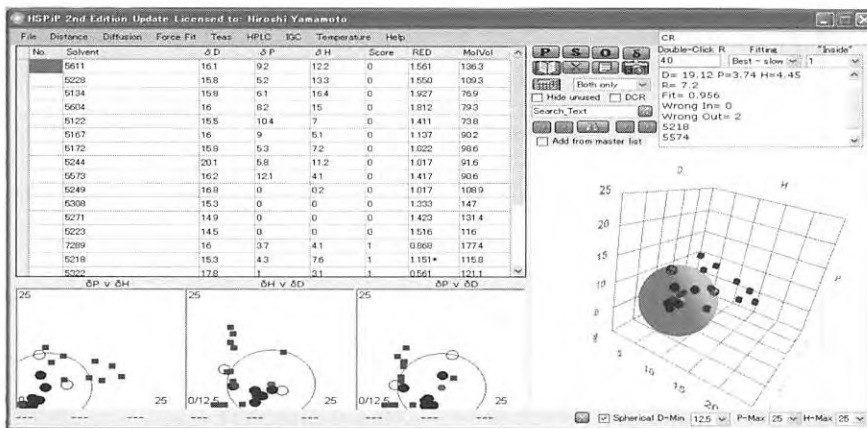 HSPiP 2nd Edition Update Licensed to: Hiroshi Yamamoto
File Distance Diffusion Force Fit Teas HPLC IGC Temperature Help
No. Solvent δ D δ P δ H Score RED MolVol
5611 16.1 9.2 12.2 0 1.561 136.3
5228 15.8 5.2 13.3 0 1.550 109.3
5134 15.8 6.1 16.4 0 1.927 76.9
5604 16 8.2 15 0 1.812 79.3
5122 15.5 10.4 7 0 1.411 73.8
5167 16 9 5.1 0 1.137 90.2
5172 15.8 5.3 7.2 0 1.022 98.6
5244 20.1 5.8 11.2 0 1.017 91.6
5573 16.2 12.1 4.1 0 1.417 90.6
5249 16.8 0 0.2 0 1.017 108.9
5308 15.3 0 0 0 1.333 147
5271 14.9 0 0 0 1.423 131.4
5223 14.5 0 0 0 1.516 116
7289 16 3.7 4.1 1 0.868 177.4
5218 15.3 4.3 7.6 1 1.151* 115.8
5322 17.8 1 3.1 1 0.561 121.1
P S O δ
Both only
Hide unused DCR
Search_Text
Add from master list
CR
Double-Click R Fitting "Inside"
4.0 Best - slow 1
D= 19.12 P=3.74 H=4.45
R= 7.2
Fit= 0.956
Wrong In= 0
Wrong Out= 2
5218
5574
δP v δH δH v δD δP v δD
25 25 25
0/12.5 0/12.5
25 25 25
--- --- --- --- --- ---
D H P
25
20
15
10
5
5 10 15 20
Spherical D-Min 12.5 P-Max 25 H-Max 25